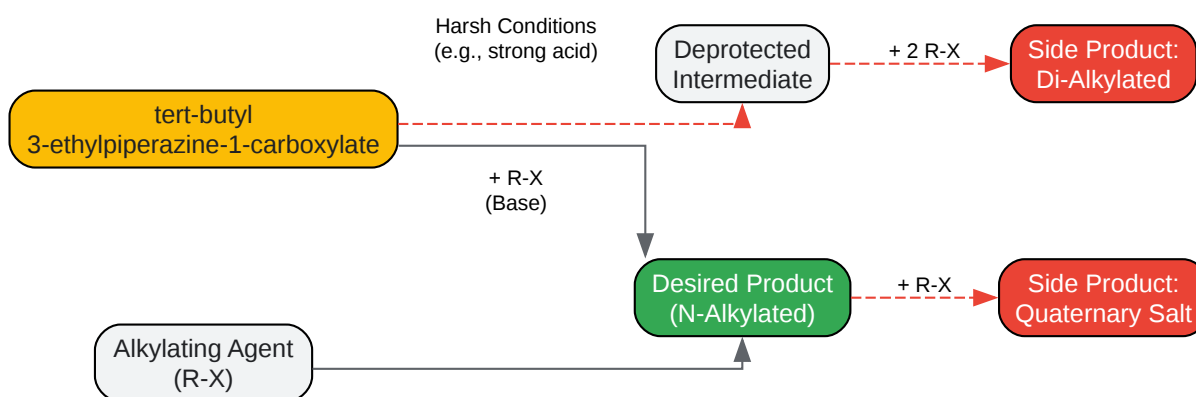 Harsh Conditions
(e.g., strong acid)
Deprotected
Intermediate
+ 2 R-X
Side Product:
Di-Alkylated
tert-butyl
3-ethylpiperazine-1-carboxylate
+ R-X
(Base)
Desired Product
(N-Alkylated)
+ R-X
Side Product:
Quaternary Salt
Alkylating Agent
(R-X)